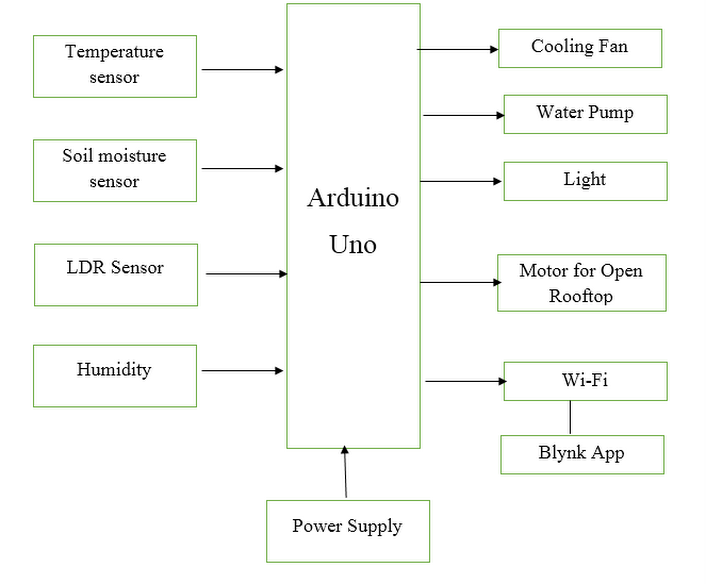 Temperature
sensor
Soil moisture
sensor
LDR Sensor
Humidity
Arduino
Uno
Cooling Fan
Water Pump
Light
Motor for Open
Rooftop
Wi-Fi
Blynk App
Power Supply